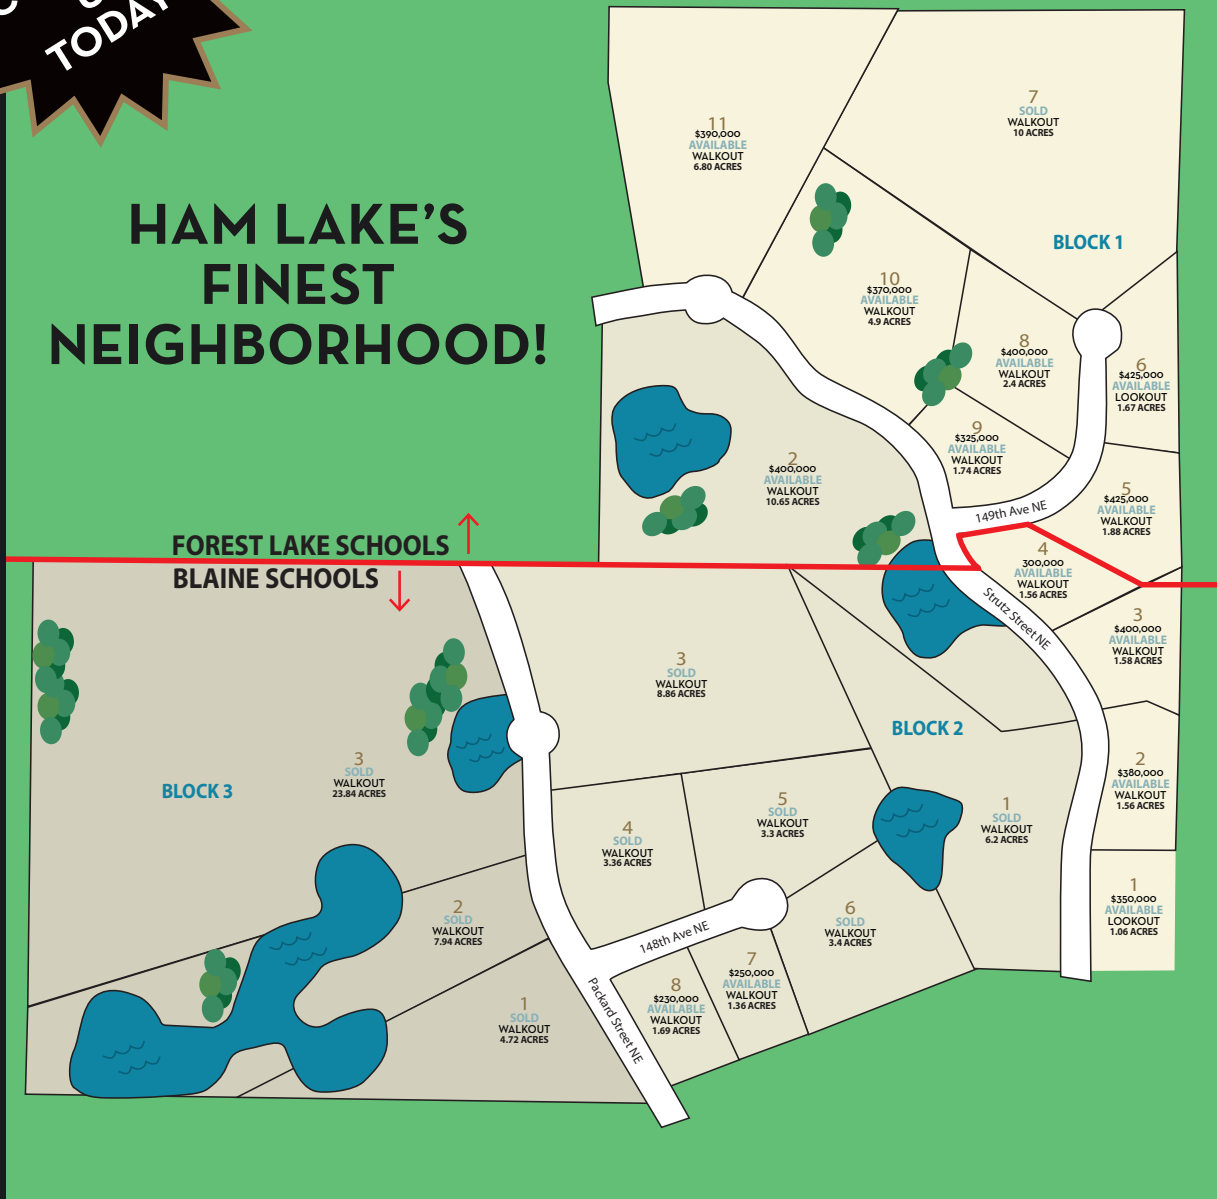 TODAY
HAM LAKE'S
FINEST
NEIGHBORHOOD!
FOREST LAKE SCHOOLS
BLAINE SCHOOLS
11
$390,000
AVAILABLE
WALKOUT
6.80 ACRES
7
SOLD
WALKOUT
10 ACRES
BLOCK 1
10
$370,000
AVAILABLE
WALKOUT
4.9 ACRES
8
$400,000
AVAILABLE
WALKOUT
2.4 ACRES
6
$425,000
AVAILABLE
LOOKOUT
1.67 ACRES
9
$325,000
AVAILABLE
WALKOUT
1.74 ACRES
2
$400,000
AVAILABLE
WALKOUT
10.65 ACRES
149th Ave NE
5
$425,000
AVAILABLE
WALKOUT
1.88 ACRES
4
300,000
AVAILABLE
WALKOUT
1.56 ACRES
Strutz Street NE
3
$400,000
AVAILABLE
WALKOUT
1.58 ACRES
3
SOLD
WALKOUT
8.86 ACRES
BLOCK 2
2
$380,000
AVAILABLE
WALKOUT
1.56 ACRES
3
SOLD
WALKOUT
23.84 ACRES
BLOCK 3
5
SOLD
WALKOUT
3.3 ACRES
1
SOLD
WALKOUT
6.2 ACRES
4
SOLD
WALKOUT
3.36 ACRES
1
$350,000
AVAILABLE
LOOKOUT
1.06 ACRES
2
SOLD
WALKOUT
7.94 ACRES
6
SOLD
WALKOUT
3.4 ACRES
148th Ave NE
7
$250,000
AVAILABLE
WALKOUT
1.36 ACRES
8
$230,000
AVAILABLE
WALKOUT
1.69 ACRES
1
SOLD
WALKOUT
4.72 ACRES
Packard Street NE